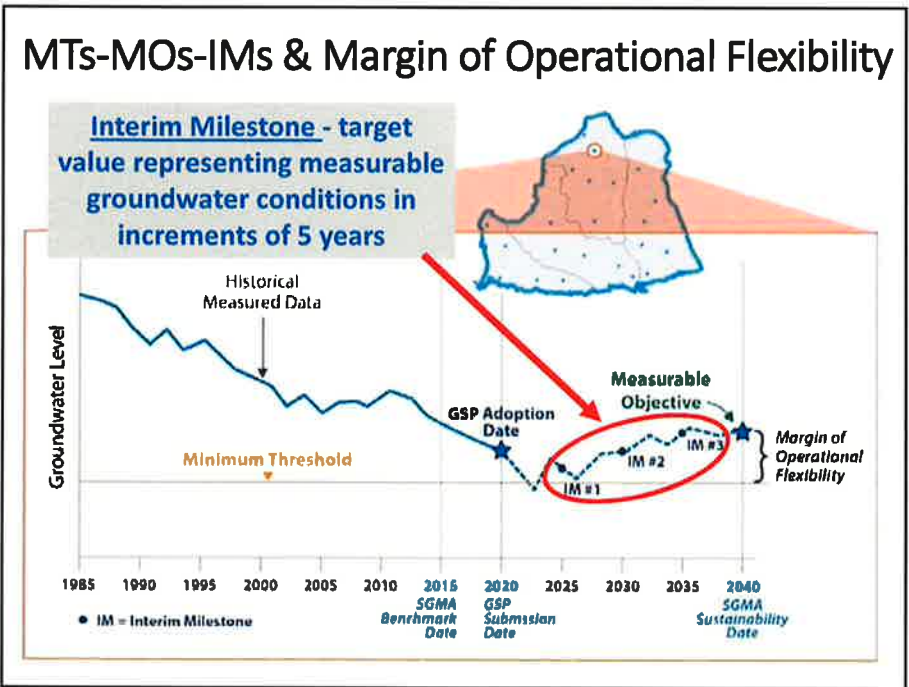 MTs-MOs-IMs & Margin of Operational Flexibility
Interim Milestone - target
value representing measurable
groundwater conditions in
increments of 5 years
Historical
Measured Data
Groundwater Level
Minimum Threshold
GSP Adoption
Date
Measurable
Objective
IM #1
IM #2
IM #3
Margin of
Operational
Flexibility
1985 1990 1995 2000 2005 2010 2015 2020 2025 2030 2035 2040
SGMA
Benchmark
Date
GSP
Submission
Date
SGMA
Sustainability
Date
• IM = Interim Milestone